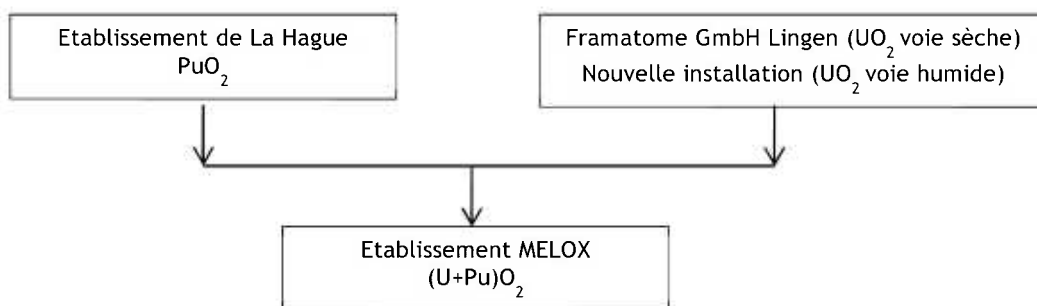 Etablissement de La Hague
PuO₂
Framatome GmbH Lingen (UO₂ voie sèche)
Nouvelle installation (UO₂ voie humide)
Etablissement MELOX
(U+Pu)O₂